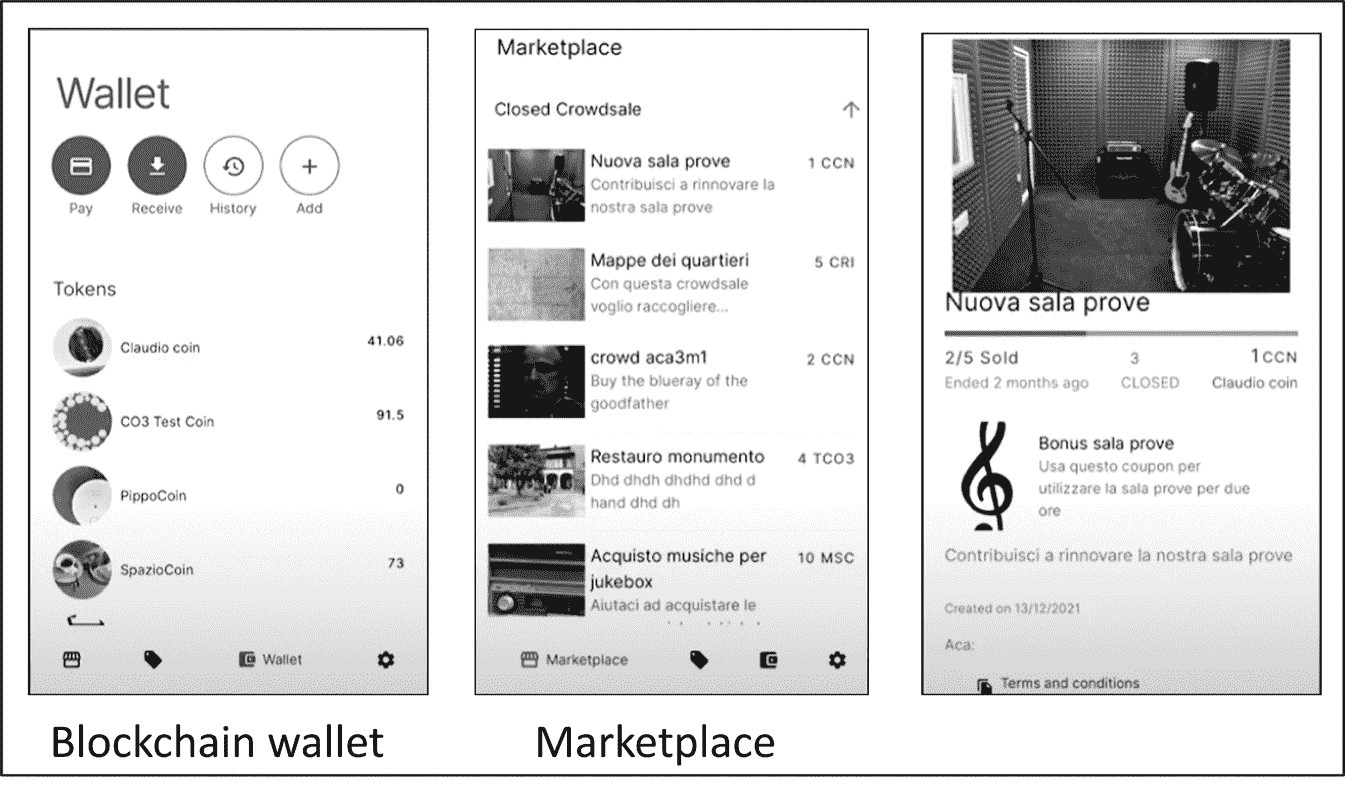 Wallet
Pay
Receive
History
Add
Tokens
Claudio coin
41.06
CO3 Test Coin
91.5
PippoCoin
0
SpazioCoin
73
Wallet
Blockchain wallet
Marketplace
Closed Crowdsale
Nuova sala prove
1 CCN
Contribuisci a rinnovare la
nostra sala prove
Mappe dei quartieri
5 CRI
Con questa crowdsale
voglio raccogliere...
crowd aca3m1
2 CCN
Buy the blueray of the
goodfather
Restauro monumento
4 TCO3
Dhd dhdh dhdhd dhd d
hand dhd dh
Acquisto musiche per
10 MSC
jukebox
Aiutaci ad acquistare le
Marketplace
Marketplace
Nuova sala prove
2/5 Sold
3
1 CCN
Ended 2 months ago
CLOSED
Claudio coin
Bonus sala prove
Usa questo coupon per
utilizzare la sala prove per due
ore
Contribuisci a rinnovare la nostra sala prove
Created on 13/12/2021
Aca:
Terms and conditions